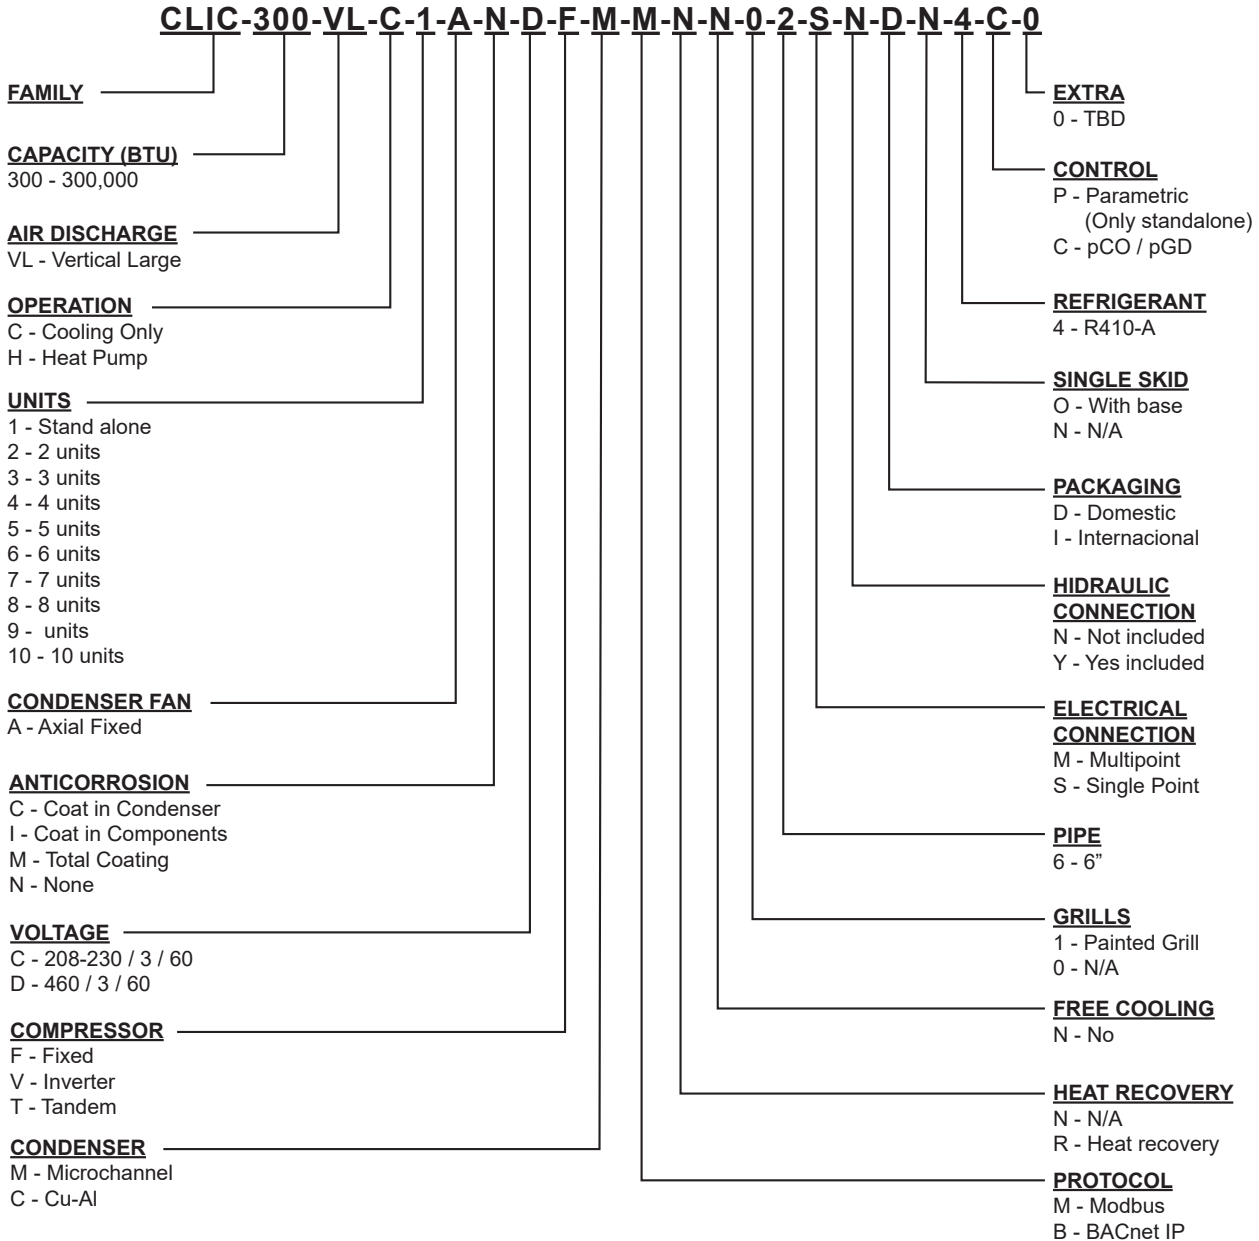 CLIC-300-VL-C-1-A-N-D-F-M-M-N-N-0-2-S-N-D-N-4-C-0
FAMILY
CAPACITY (BTU)
300 - 300,000
AIR DISCHARGE
VL - Vertical Large
OPERATION
C - Cooling Only
H - Heat Pump
UNITS
1 - Stand alone
2 - 2 units
3 - 3 units
4 - 4 units
5 - 5 units
6 - 6 units
7 - 7 units
8 - 8 units
9 -  units
10 - 10 units
CONDENSER FAN
A - Axial Fixed
ANTICORROSION
C - Coat in Condenser
I - Coat in Components
M - Total Coating
N - None
VOLTAGE
C - 208-230 / 3 / 60
D - 460 / 3 / 60
COMPRESSOR
F - Fixed
V - Inverter
T - Tandem
CONDENSER
M - Microchannel
C - Cu-Al
EXTRA
0 - TBD
CONTROL
P - Parametric
(Only standalone)
C - pCO / pGD
REFRIGERANT
4 - R410-A
SINGLE SKID
O - With base
N - N/A
PACKAGING
D - Domestic
I - Internacional
HIDRAULIC
CONNECTION
N - Not included
Y - Yes included
ELECTRICAL
CONNECTION
M - Multipoint
S - Single Point
PIPE
6 - 6”
GRILLS
1 - Painted Grill
0 - N/A
FREE COOLING
N - No
HEAT RECOVERY
N - N/A
R - Heat recovery
PROTOCOL
M - Modbus
B - BACnet IP